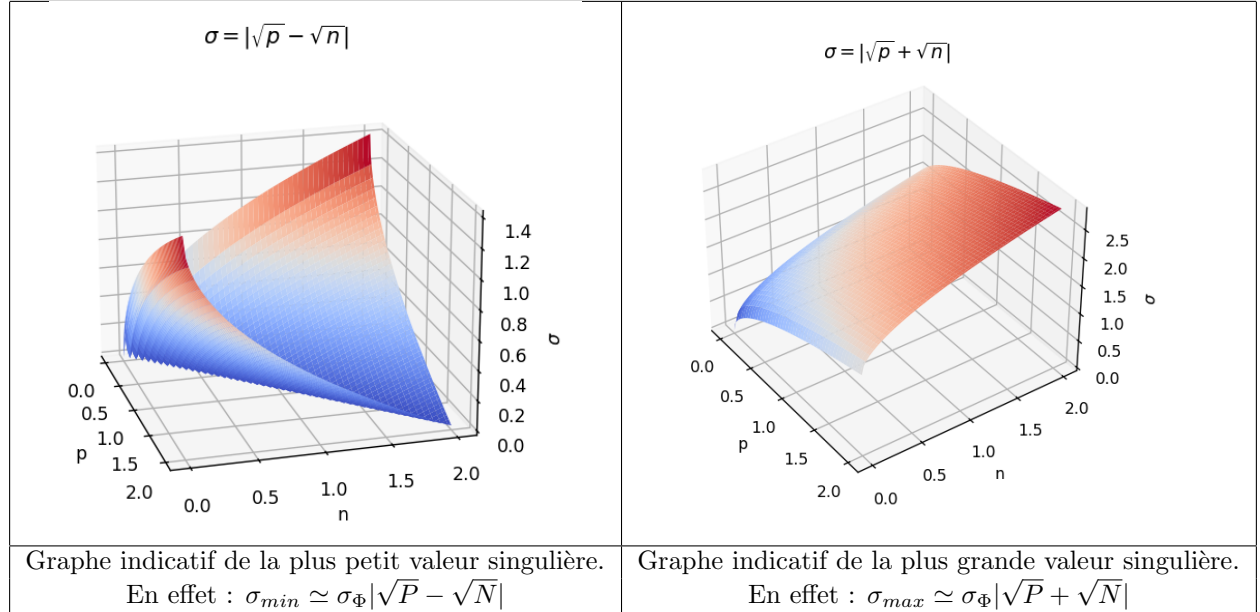 σ = |√p − √n|
1.4
1.2
1.0
0.8
0.6
0.4
0.2
0.0
σ
0.0
0.5
1.0
1.5
2.0
p
0.0
0.5
1.0
1.5
2.0
n
Graphe indicatif de la plus petit valeur singulière.
En effet : σ_min ≃ σ_Φ|√P − √N|
σ = |√p + √n|
2.5
2.0
1.5
1.0
0.5
0.0
σ
0.0
0.5
1.0
1.5
2.0
p
0.0
0.5
1.0
1.5
2.0
n
Graphe indicatif de la plus grande valeur singulière.
En effet : σ_max ≃ σ_Φ|√P + √N|